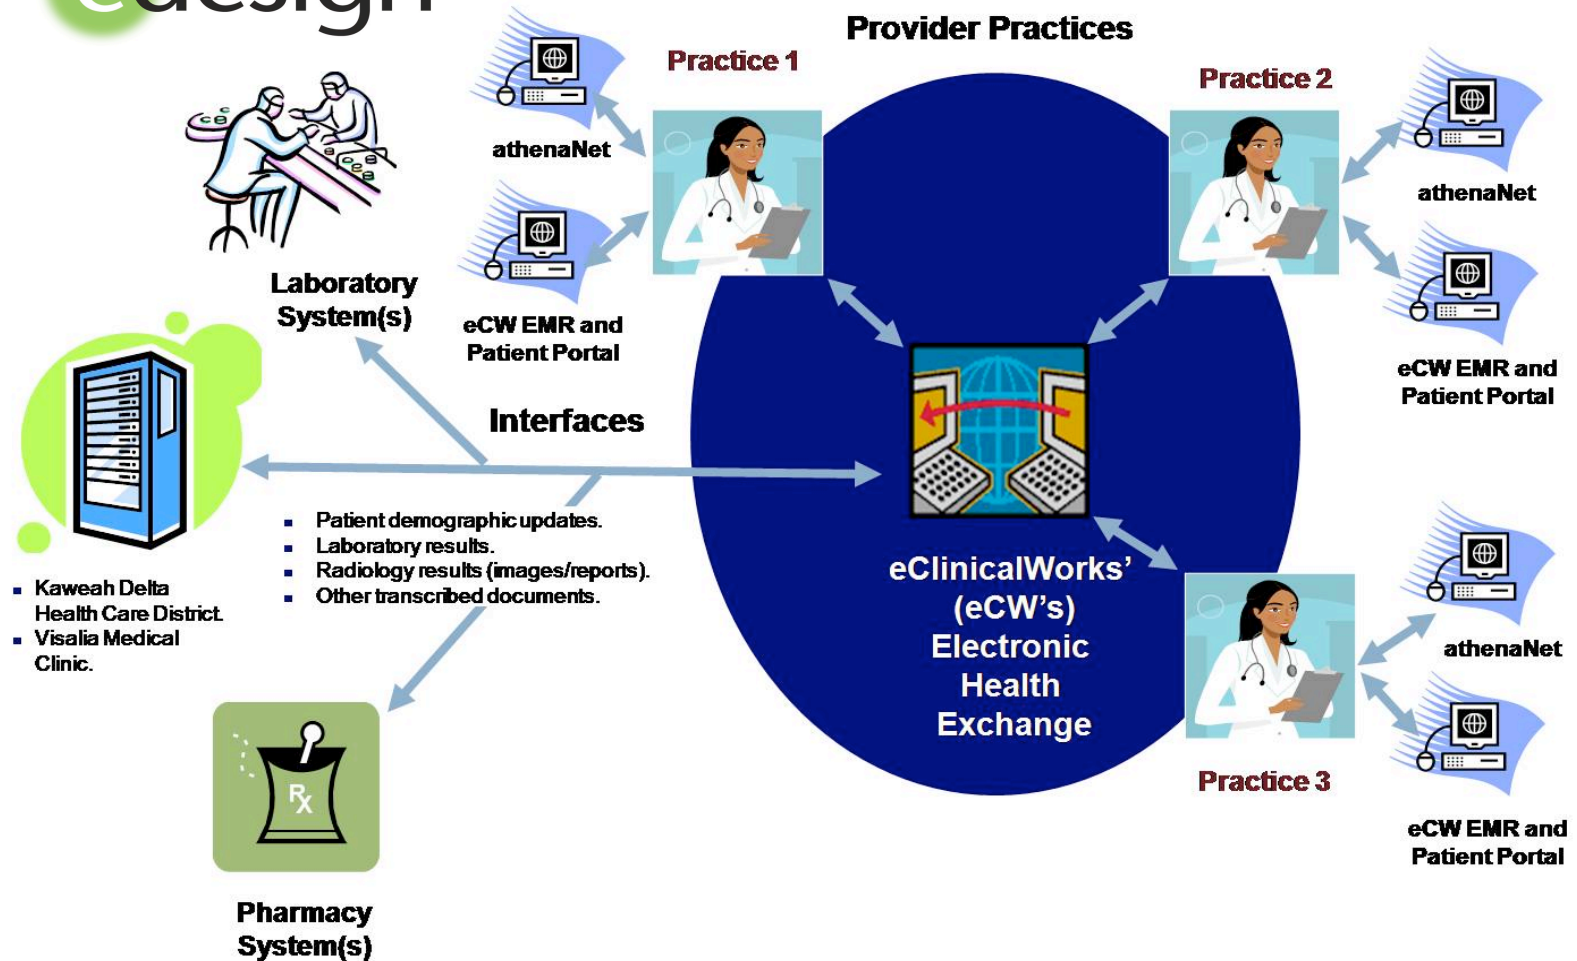 edesign
Provider Practices
Practice 1
Practice 2
athenaNet
athenaNet
Laboratory
System(s)
eCW EMR and
Patient Portal
eCW EMR and
Patient Portal
Interfaces
▪ Patient demographic updates.
▪ Laboratory results.
▪ Radiology results (images/reports).
▪ Other transcribed documents.
▪ Kaweah Delta
Health Care District.
▪ Visalia Medical
Clinic.
eClinicalWorks’
(eCW’s)
Electronic
Health
Exchange
athenaNet
Practice 3
eCW EMR and
Patient Portal
Rx
Pharmacy
System(s)